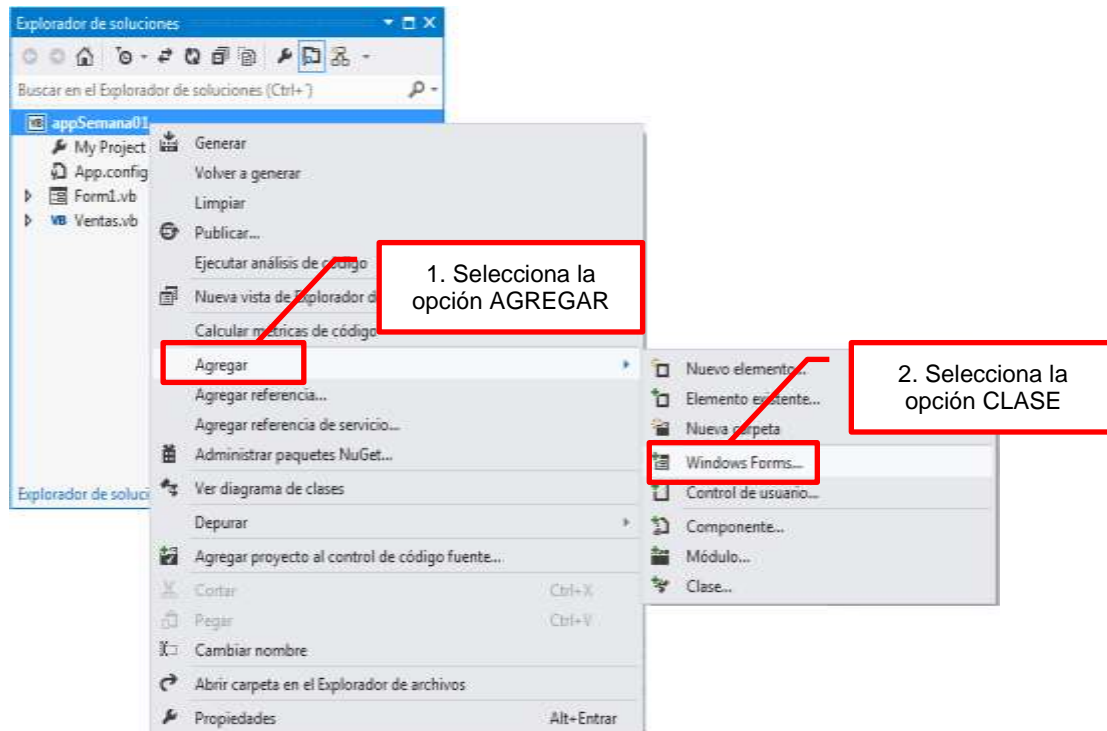 Explorador de soluciones
Buscar en el Explorador de soluciones (Ctrl+´)
appSemana01
My Project
App.config
Form1.vb
VB Ventas.vb
Explorador de soluci
Generar
Volver a generar
Limpiar
Publicar...
Ejecutar análisis de código
Nueva vista de Explorador d
Calcular métricas de código
Agregar
Agregar referencia...
Agregar referencia de servicio...
Administrar paquetes NuGet...
Ver diagrama de clases
Depurar
Agregar proyecto al control de código fuente...
Cortar Ctrl+X
Pegar Ctrl+V
Cambiar nombre
Abrir carpeta en el Explorador de archivos
Propiedades Alt+Entrar
1. Selecciona la
opción AGREGAR
Nuevo elemento...
Elemento existente...
Nueva carpeta
Windows Forms...
Control de usuario...
Componente...
Módulo...
Clase...
2. Selecciona la
opción CLASE